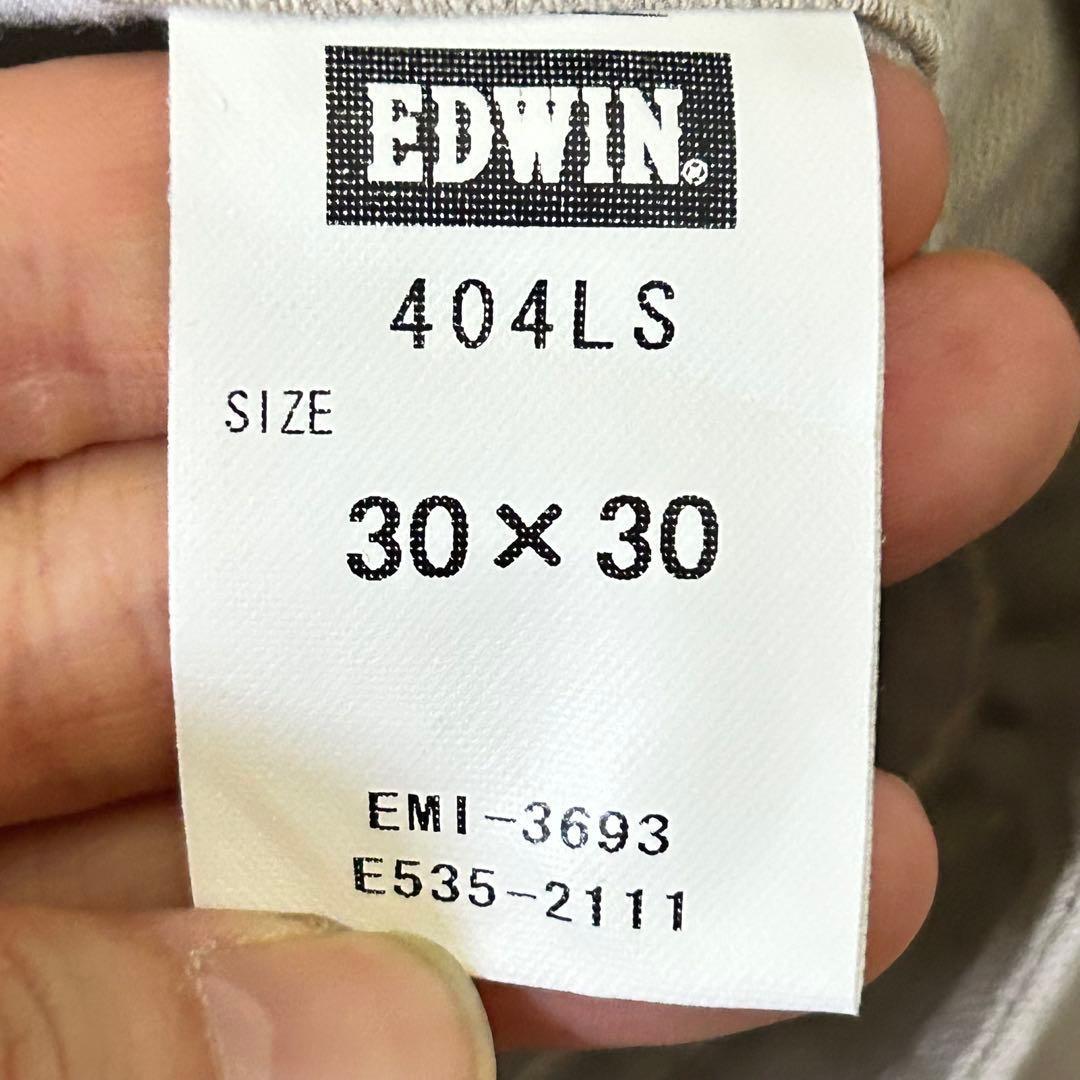 EDWIN®
404LS
SIZE
30×30
EMI-3693
E535-2111